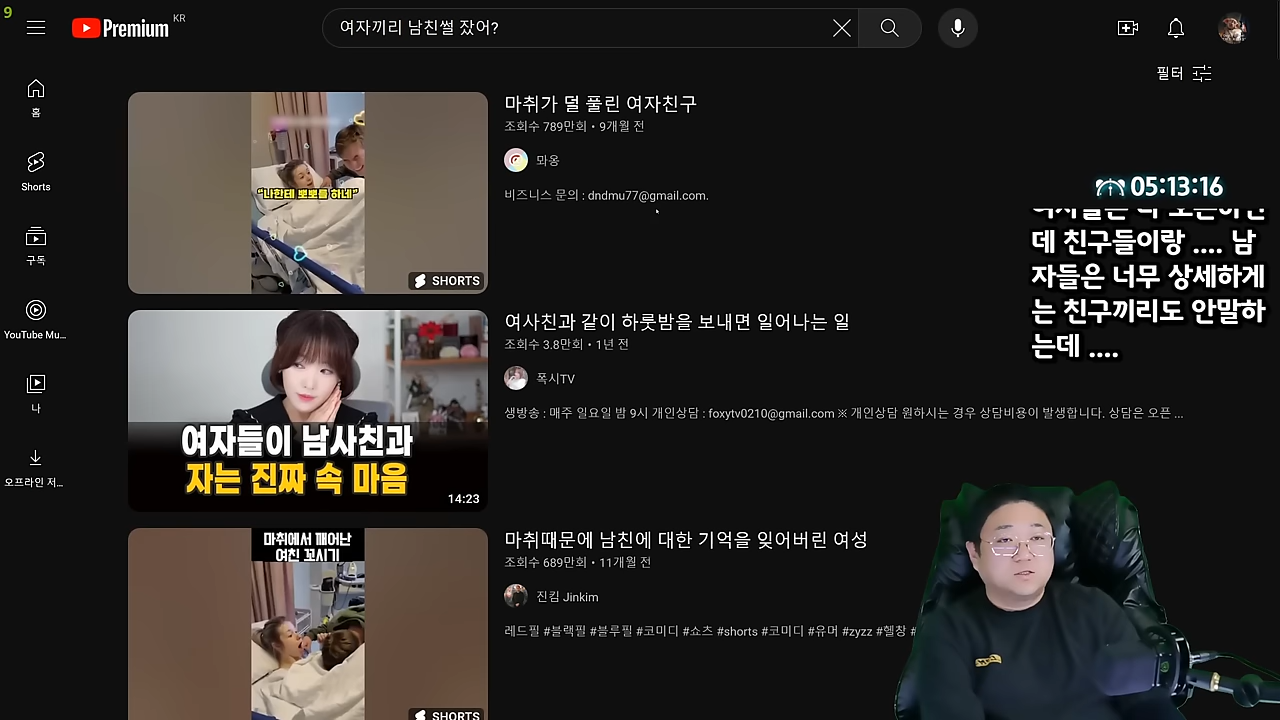 9
Premium KR
여자끼리 남친썰 잤어?
필터
홈
Shorts
구독
YouTube Mu...
나
오프라인 저...
"나한테 뽀뽀를 하네"
SHORTS
마취가 덜 풀린 여자친구
조회수 789만회 • 9개월 전
뫄옹
비즈니스 문의 : dndmu77@gmail.com.
05:13:16
데 친구들이랑 .... 남
자들은 너무 상세하게
는 친구끼리도 안말하
는데 ....
여자들이 남사친과
자는 진짜 속 마음
14:23
여사친과 같이 하룻밤을 보내면 일어나는 일
조회수 3.8만회 • 1년 전
폭시TV
생방송 : 매주 일요일 밤 9시 개인상담 : foxytv0210@gmail.com ※ 개인상담 원하시는 경우 상담비용이 발생합니다. 상담은 오픈 ...
마취에서 깨어난
여친 꼬시기
SHORTS
마취때문에 남친에 대한 기억을 잊어버린 여성
조회수 689만회 • 11개월 전
진킴 Jinkim
레드필 #블랙필 #블루필 #코미디 #쇼츠 #shorts #코미디 #유머 #zyzz #헬창 #